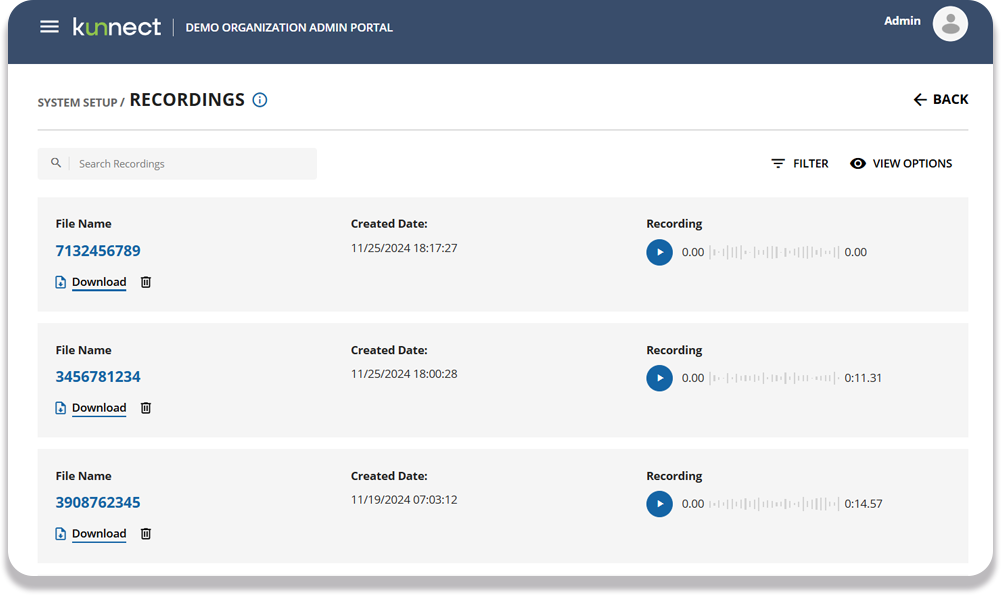 kunnect DEMO ORGANIZATION ADMIN PORTAL Admin
SYSTEM SETUP / RECORDINGS BACK
Search Recordings FILTER VIEW OPTIONS
File Name Created Date: Recording
7132456789 11/25/2024 18:17:27 0.00 0.00
Download
File Name Created Date: Recording
3456781234 11/25/2024 18:00:28 0.00 0:11.31
Download
File Name Created Date: Recording
3908762345 11/19/2024 07:03:12 0.00 0:14.57
Download